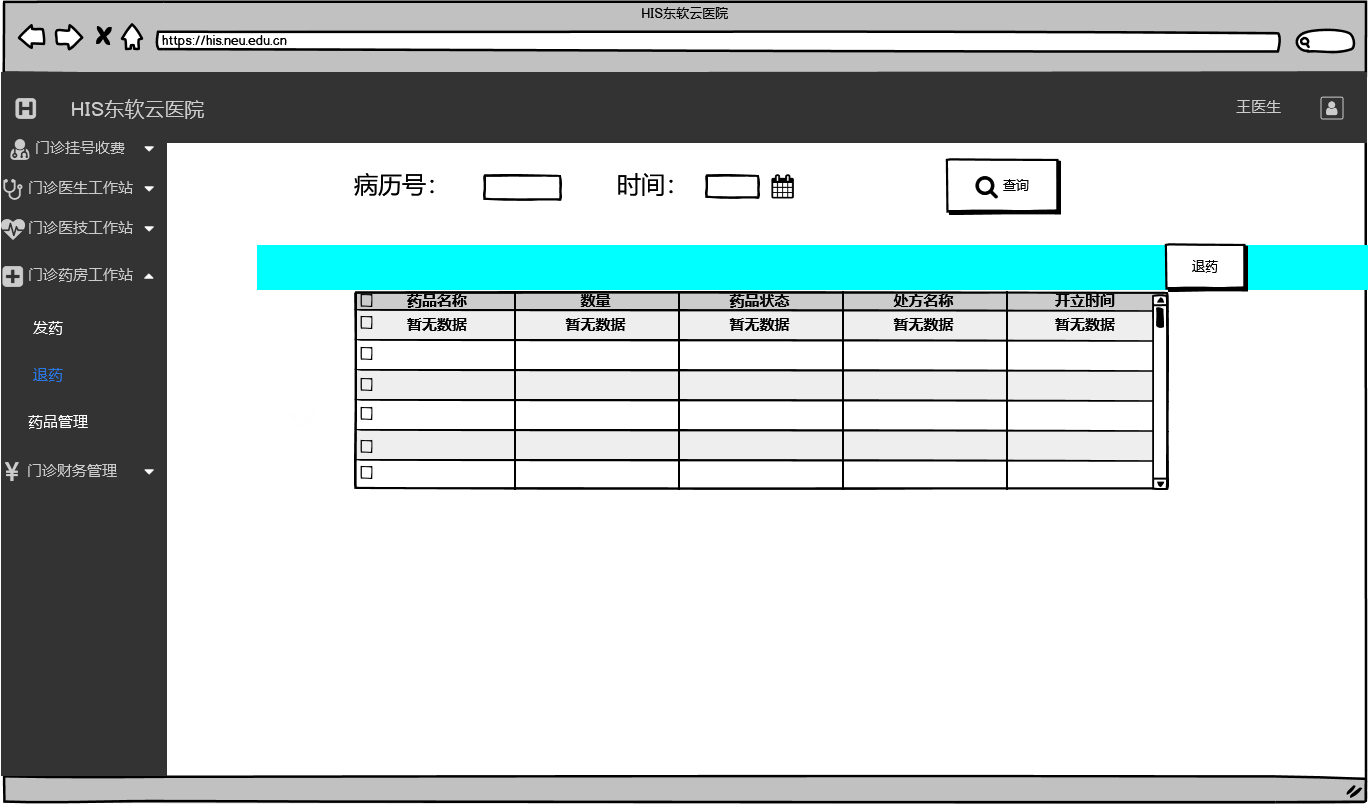 HIS东软云医院
https://his.neu.edu.cn
HIS东软云医院
王医生
门诊挂号收费
门诊医生工作站
门诊医技工作站
门诊药房工作站
发药
退药
药品管理
门诊财务管理
病历号：
时间：
查询
退药
药品名称 数量 药品状态 处方名称 开立时间
暂无数据 暂无数据 暂无数据 暂无数据 暂无数据